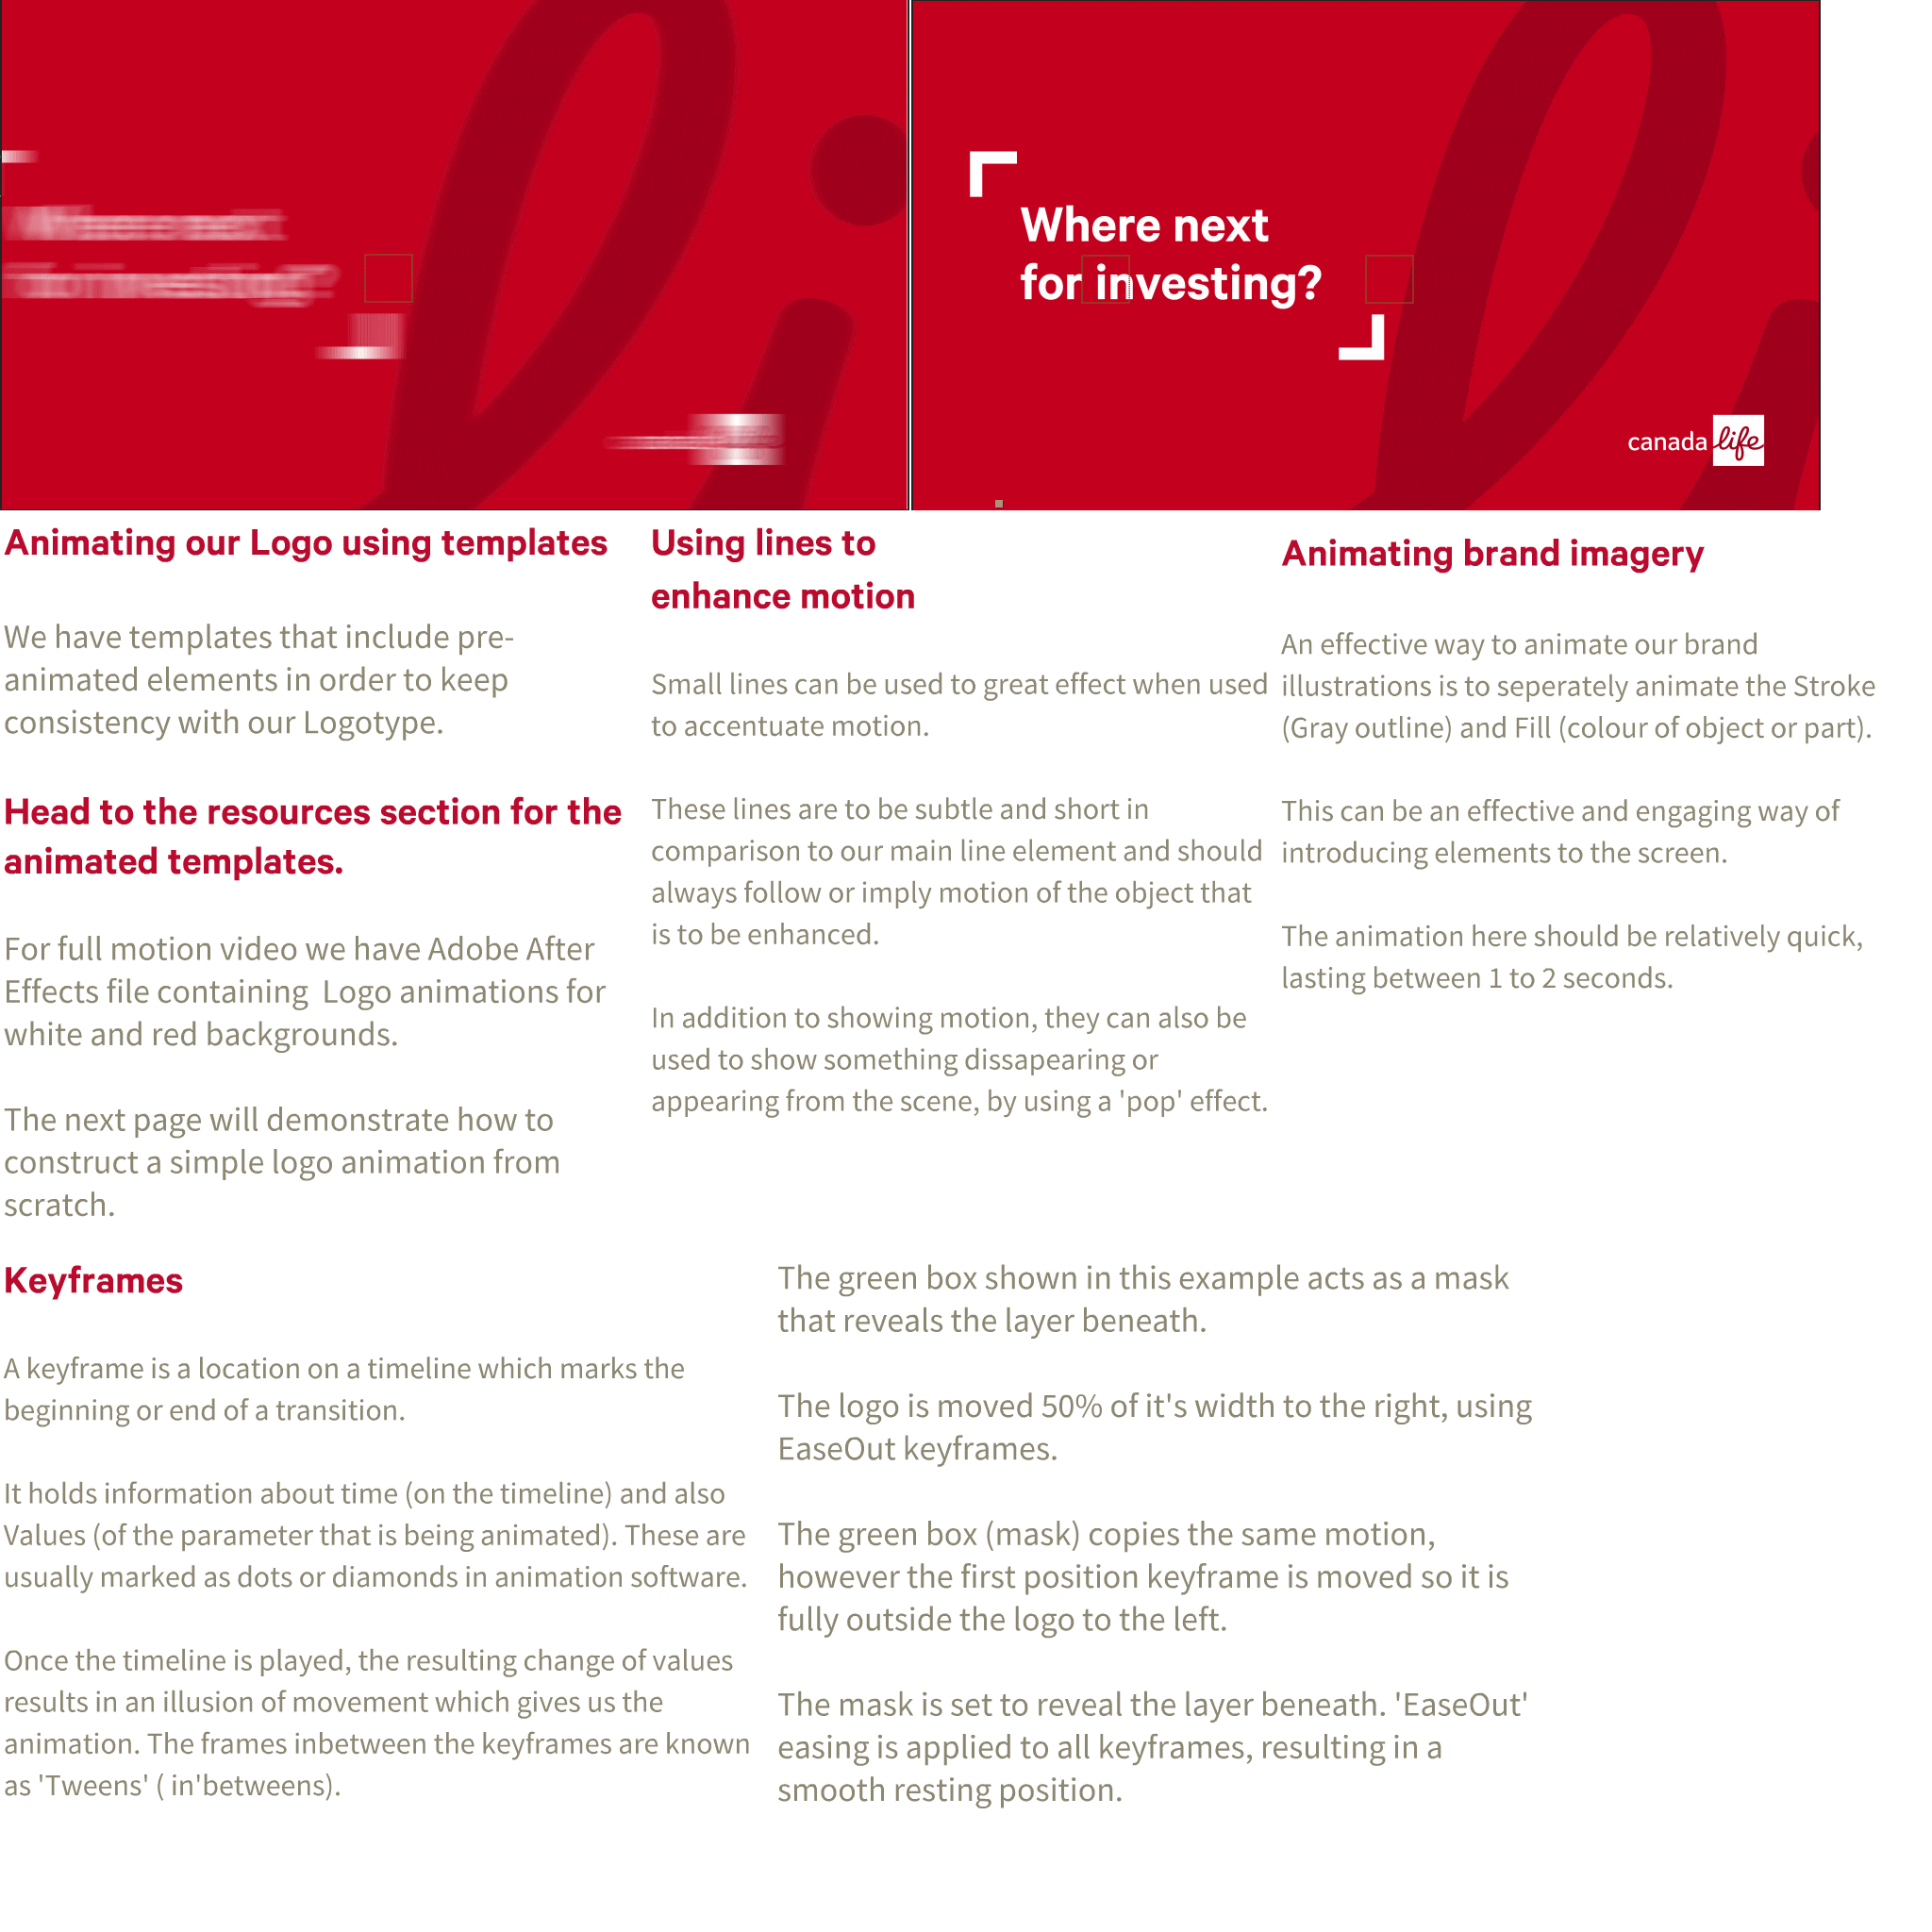 Where next
for investing?
canada life
Animating our Logo using templates
We have templates that include pre-
animated elements in order to keep
consistency with our Logotype.
Head to the resources section for the
animated templates.
For full motion video we have Adobe After
Effects file containing  Logo animations for
white and red backgrounds.
The next page will demonstrate how to
construct a simple logo animation from
scratch.
Using lines to
enhance motion
Small lines can be used to great effect when used
to accentuate motion.
These lines are to be subtle and short in
comparison to our main line element and should
always follow or imply motion of the object that
is to be enhanced.
In addition to showing motion, they can also be
used to show something dissapearing or
appearing from the scene, by using a 'pop' effect.
Animating brand imagery
An effective way to animate our brand
illustrations is to seperately animate the Stroke
(Gray outline) and Fill (colour of object or part).
This can be an effective and engaging way of
introducing elements to the screen.
The animation here should be relatively quick,
lasting between 1 to 2 seconds.
Keyframes
A keyframe is a location on a timeline which marks the
beginning or end of a transition.
It holds information about time (on the timeline) and also
Values (of the parameter that is being animated). These are
usually marked as dots or diamonds in animation software.
Once the timeline is played, the resulting change of values
results in an illusion of movement which gives us the
animation. The frames inbetween the keyframes are known
as 'Tweens' ( in'betweens).
The green box shown in this example acts as a mask
that reveals the layer beneath.
The logo is moved 50% of it's width to the right, using
EaseOut keyframes.
The green box (mask) copies the same motion,
however the first position keyframe is moved so it is
fully outside the logo to the left.
The mask is set to reveal the layer beneath. 'EaseOut'
easing is applied to all keyframes, resulting in a
smooth resting position.